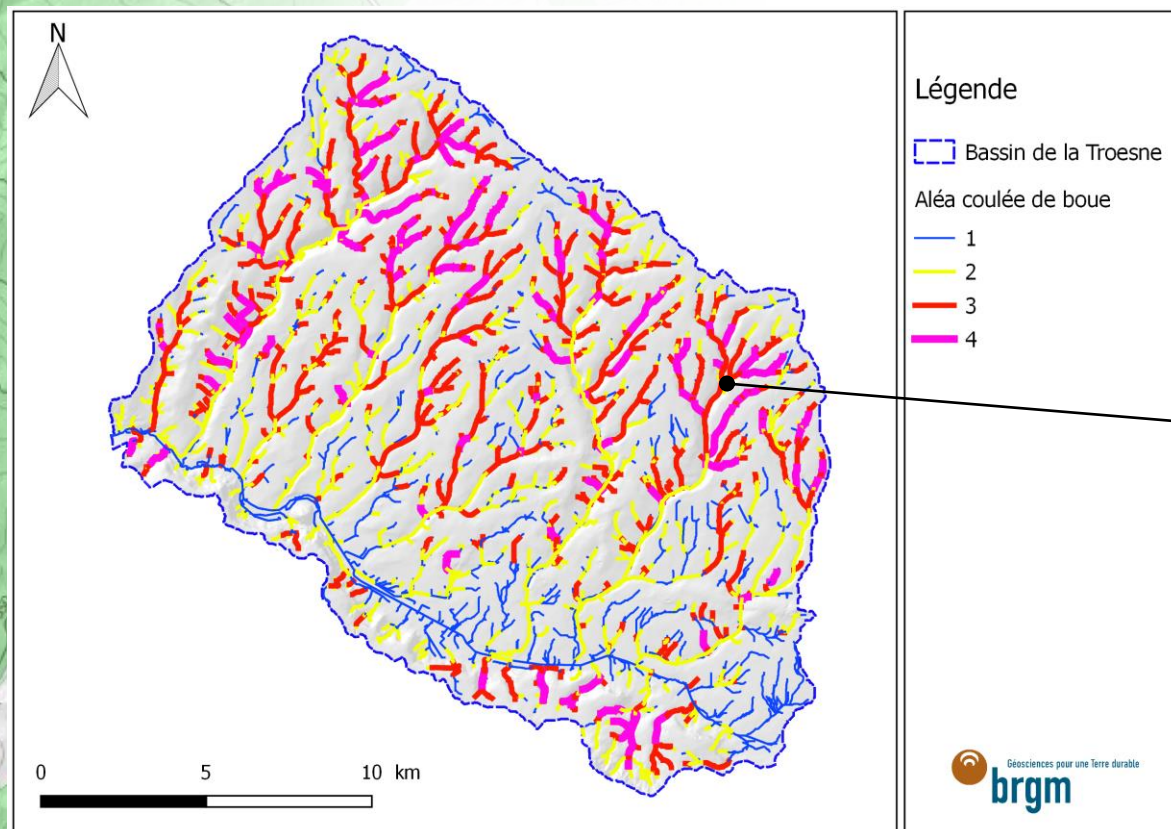 N
Légende
Bassin de la Troesne
Aléa coulée de boue
1
2
3
4
0 5 10 km
Géosciences pour une Terre durable
brgm